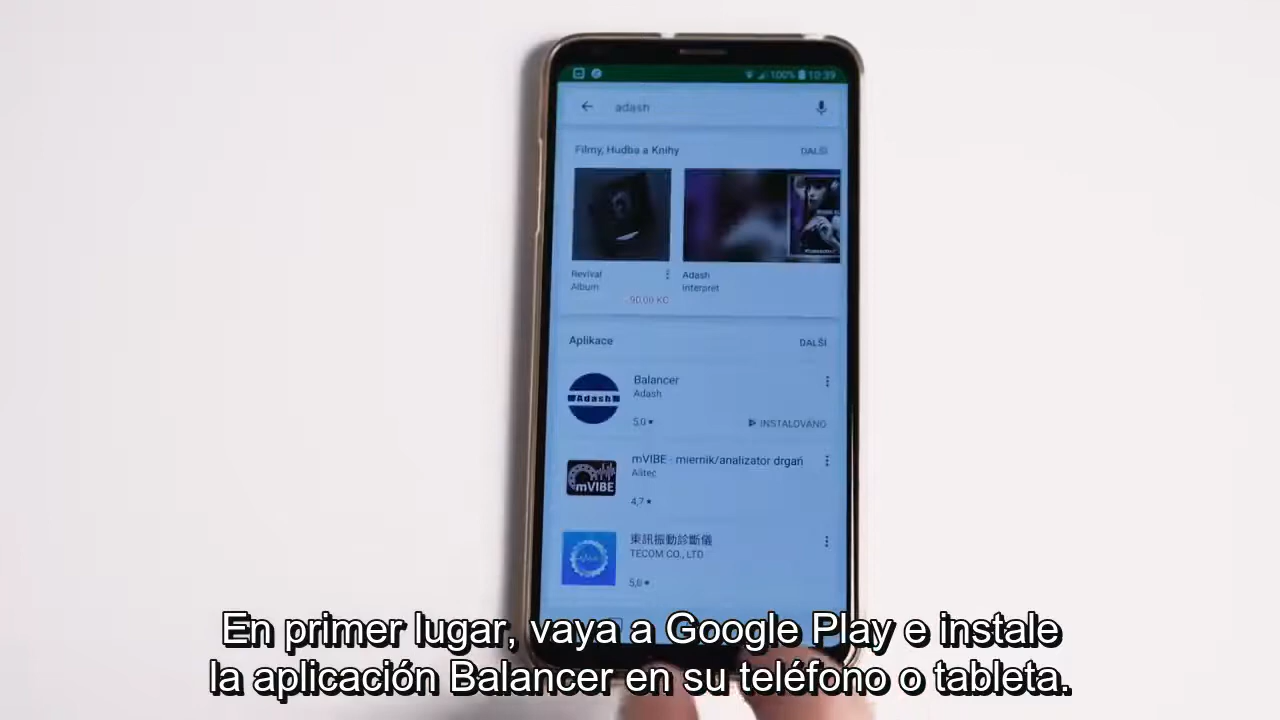 100% 10:39
adash
Filmy, Hudba a Knihy DALŠÍ
Revival
Album
90,00 KČ
Adash
Interpret
Aplikace DALŠÍ
Adash
Balancer
Adash
5,0★ INSTALOVÁNO
mVIBE
mVIBE - miernik/analizator drgań
Alitec
4,7★
東訊振動診斷儀
TECOM CO., LTD
5,0★
En primer lugar, vaya a Google Play e instale
la aplicación Balancer en su teléfono o tableta.